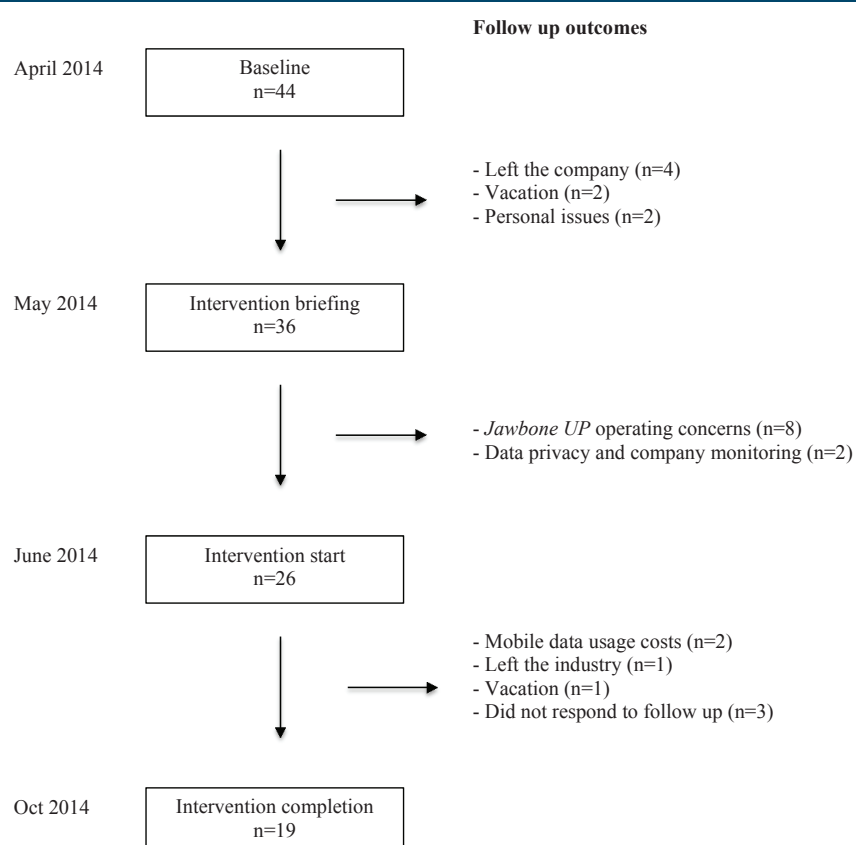 Follow up outcomes
April 2014
Baseline
n=44
- Left the company (n=4)
- Vacation (n=2)
- Personal issues (n=2)
May 2014
Intervention briefing
n=36
- Jawbone UP operating concerns (n=8)
- Data privacy and company monitoring (n=2)
June 2014
Intervention start
n=26
- Mobile data usage costs (n=2)
- Left the industry (n=1)
- Vacation (n=1)
- Did not respond to follow up (n=3)
Oct 2014
Intervention completion
n=19